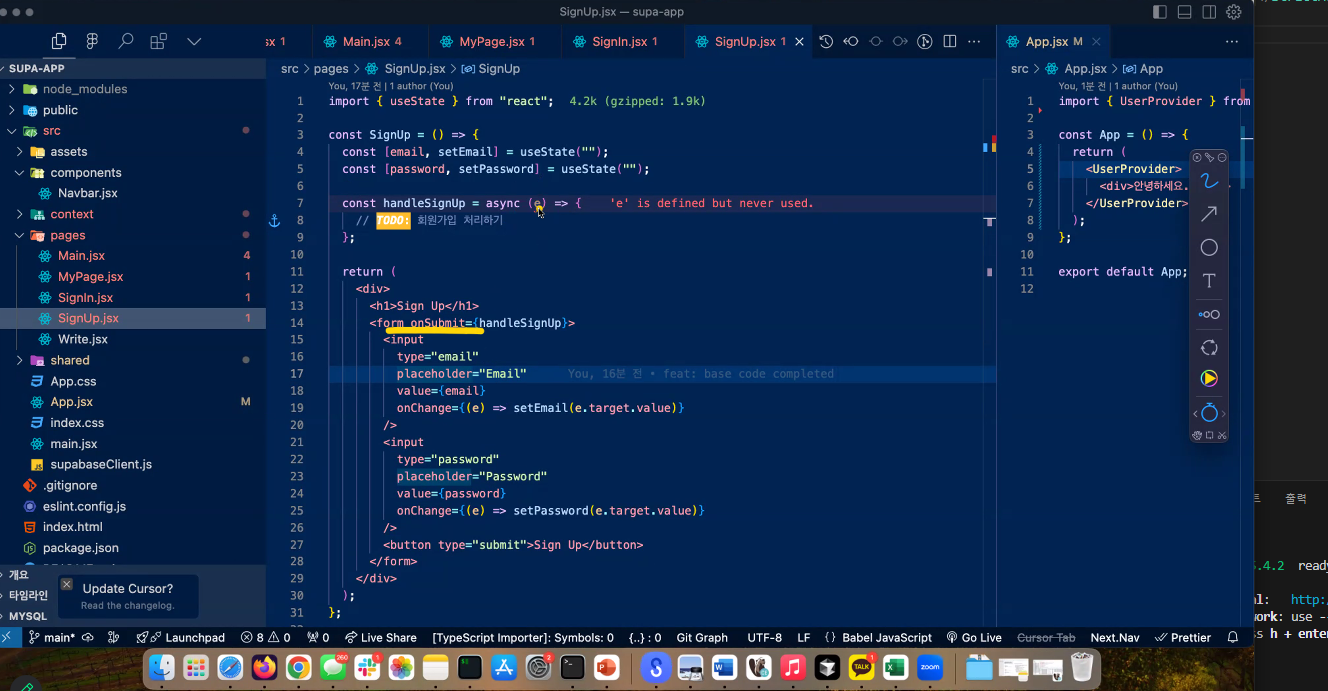 SignUp.jsx — supa-app
sx 1
Main.jsx 4
MyPage.jsx 1
SignIn.jsx 1
SignUp.jsx 1
App.jsx M
SUPA-APP
node_modules
public
src
assets
components
Navbar.jsx
context
pages
Main.jsx 4
MyPage.jsx 1
SignIn.jsx 1
SignUp.jsx 1
Write.jsx
shared
App.css
App.jsx M
index.css
main.jsx
supabaseClient.js
.gitignore
eslint.config.js
index.html
package.json
개요
타임라인
MYSQL
Update Cursor?
Read the changelog.
src > pages > SignUp.jsx > SignUp
You, 17분 전 | 1 author (You)
1 import { useState } from "react"; 4.2k (gzipped: 1.9k)
2
3 const SignUp = () => {
4 const [email, setEmail] = useState("");
5 const [password, setPassword] = useState("");
6
7 const handleSignUp = async (e) => { 'e' is defined but never used.
8 // TODO: 회원가입 처리하기
9 };
10
11 return (
12 <div>
13 <h1>Sign Up</h1>
14 <form onSubmit={handleSignUp}>
15 <input
16 type="email"
17 placeholder="Email" You, 16분 전 • feat: base code completed
18 value={email}
19 onChange={(e) => setEmail(e.target.value)}
20 />
21 <input
22 type="password"
23 placeholder="Password"
24 value={password}
25 onChange={(e) => setPassword(e.target.value)}
26 />
27 <button type="submit">Sign Up</button>
28 </form>
29 </div>
30 );
31 };
src > App.jsx > App
You, 1분 전 | 1 author (You)
1 import { UserProvider } from
2
3 const App = () => {
4 return (
5 <UserProvider>
6 <div>안녕하세요.
7 </UserProvider>
8 );
9 };
10
11 export default App;
12
T
출력
.4.2 ready
l: http:/
work: use --
ss h + enter
main*
Launchpad
8 0
0
Live Share
[TypeScript Importer]: Symbols: 0
{..} : 0
Git Graph
UTF-8
LF
{ } Babel JavaScript
Go Live
Cursor Tab
Next.Nav
Prettier
260
1
2
TALK
1
zoom